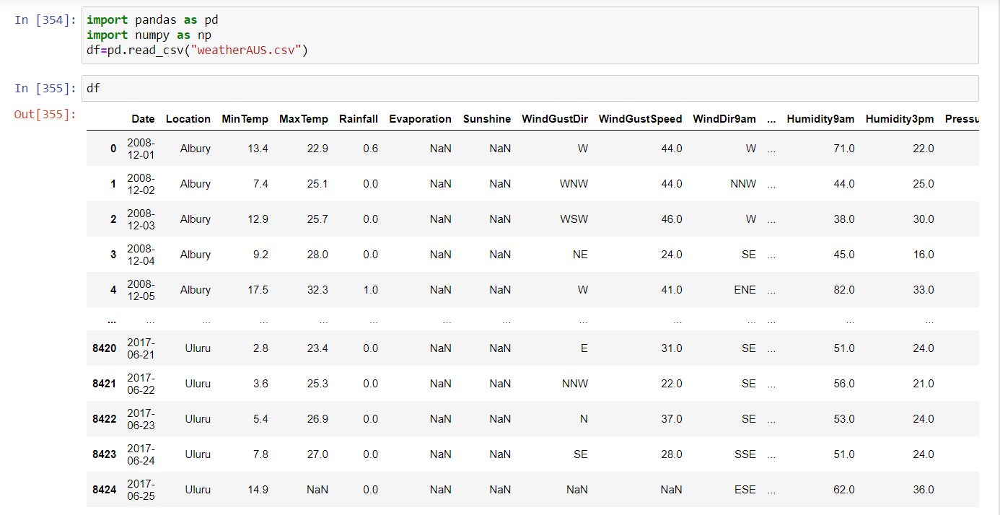 In [354]: import pandas as pd
import numpy as np
df=pd.read_csv("weatherAUS.csv")
In [355]: df
Out[355]:
Date Location MinTemp MaxTemp Rainfall Evaporation Sunshine WindGustDir WindGustSpeed WindDir9am ... Humidity9am Humidity3pm Pressu
0 2008-12-01 Albury 13.4 22.9 0.6 NaN NaN W 44.0 W ... 71.0 22.0
1 2008-12-02 Albury 7.4 25.1 0.0 NaN NaN WNW 44.0 NNW ... 44.0 25.0
2 2008-12-03 Albury 12.9 25.7 0.0 NaN NaN WSW 46.0 W ... 38.0 30.0
3 2008-12-04 Albury 9.2 28.0 0.0 NaN NaN NE 24.0 SE ... 45.0 16.0
4 2008-12-05 Albury 17.5 32.3 1.0 NaN NaN W 41.0 ENE ... 82.0 33.0
... ... ... ... ... ... ... ... ... ... ... ... ... ...
8420 2017-06-21 Uluru 2.8 23.4 0.0 NaN NaN E 31.0 SE ... 51.0 24.0
8421 2017-06-22 Uluru 3.6 25.3 0.0 NaN NaN NNW 22.0 SE ... 56.0 21.0
8422 2017-06-23 Uluru 5.4 26.9 0.0 NaN NaN N 37.0 SE ... 53.0 24.0
8423 2017-06-24 Uluru 7.8 27.0 0.0 NaN NaN SE 28.0 SSE ... 51.0 24.0
8424 2017-06-25 Uluru 14.9 NaN 0.0 NaN NaN NaN NaN ESE ... 62.0 36.0